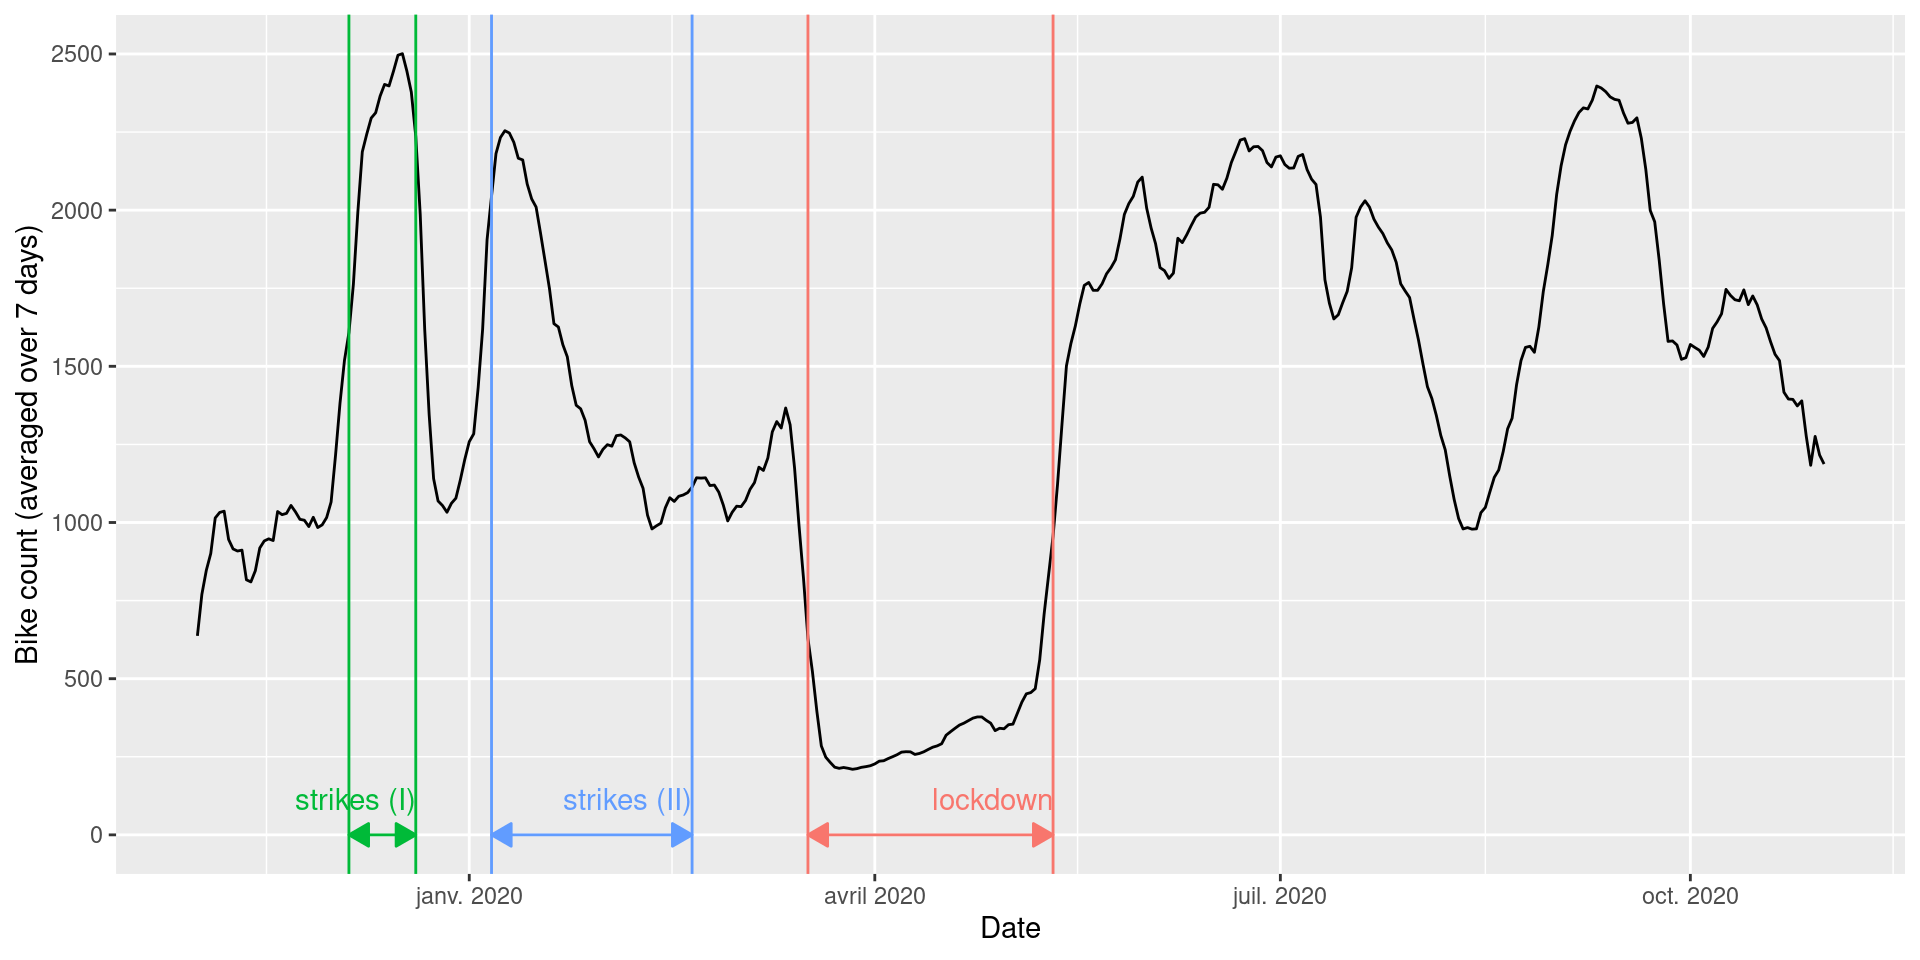 Bike count (averaged over 7 days)
2500
2000
1500
1000
500
0
strikes (I)
strikes (II)
lockdown
janv. 2020
avril 2020
juil. 2020
oct. 2020
Date